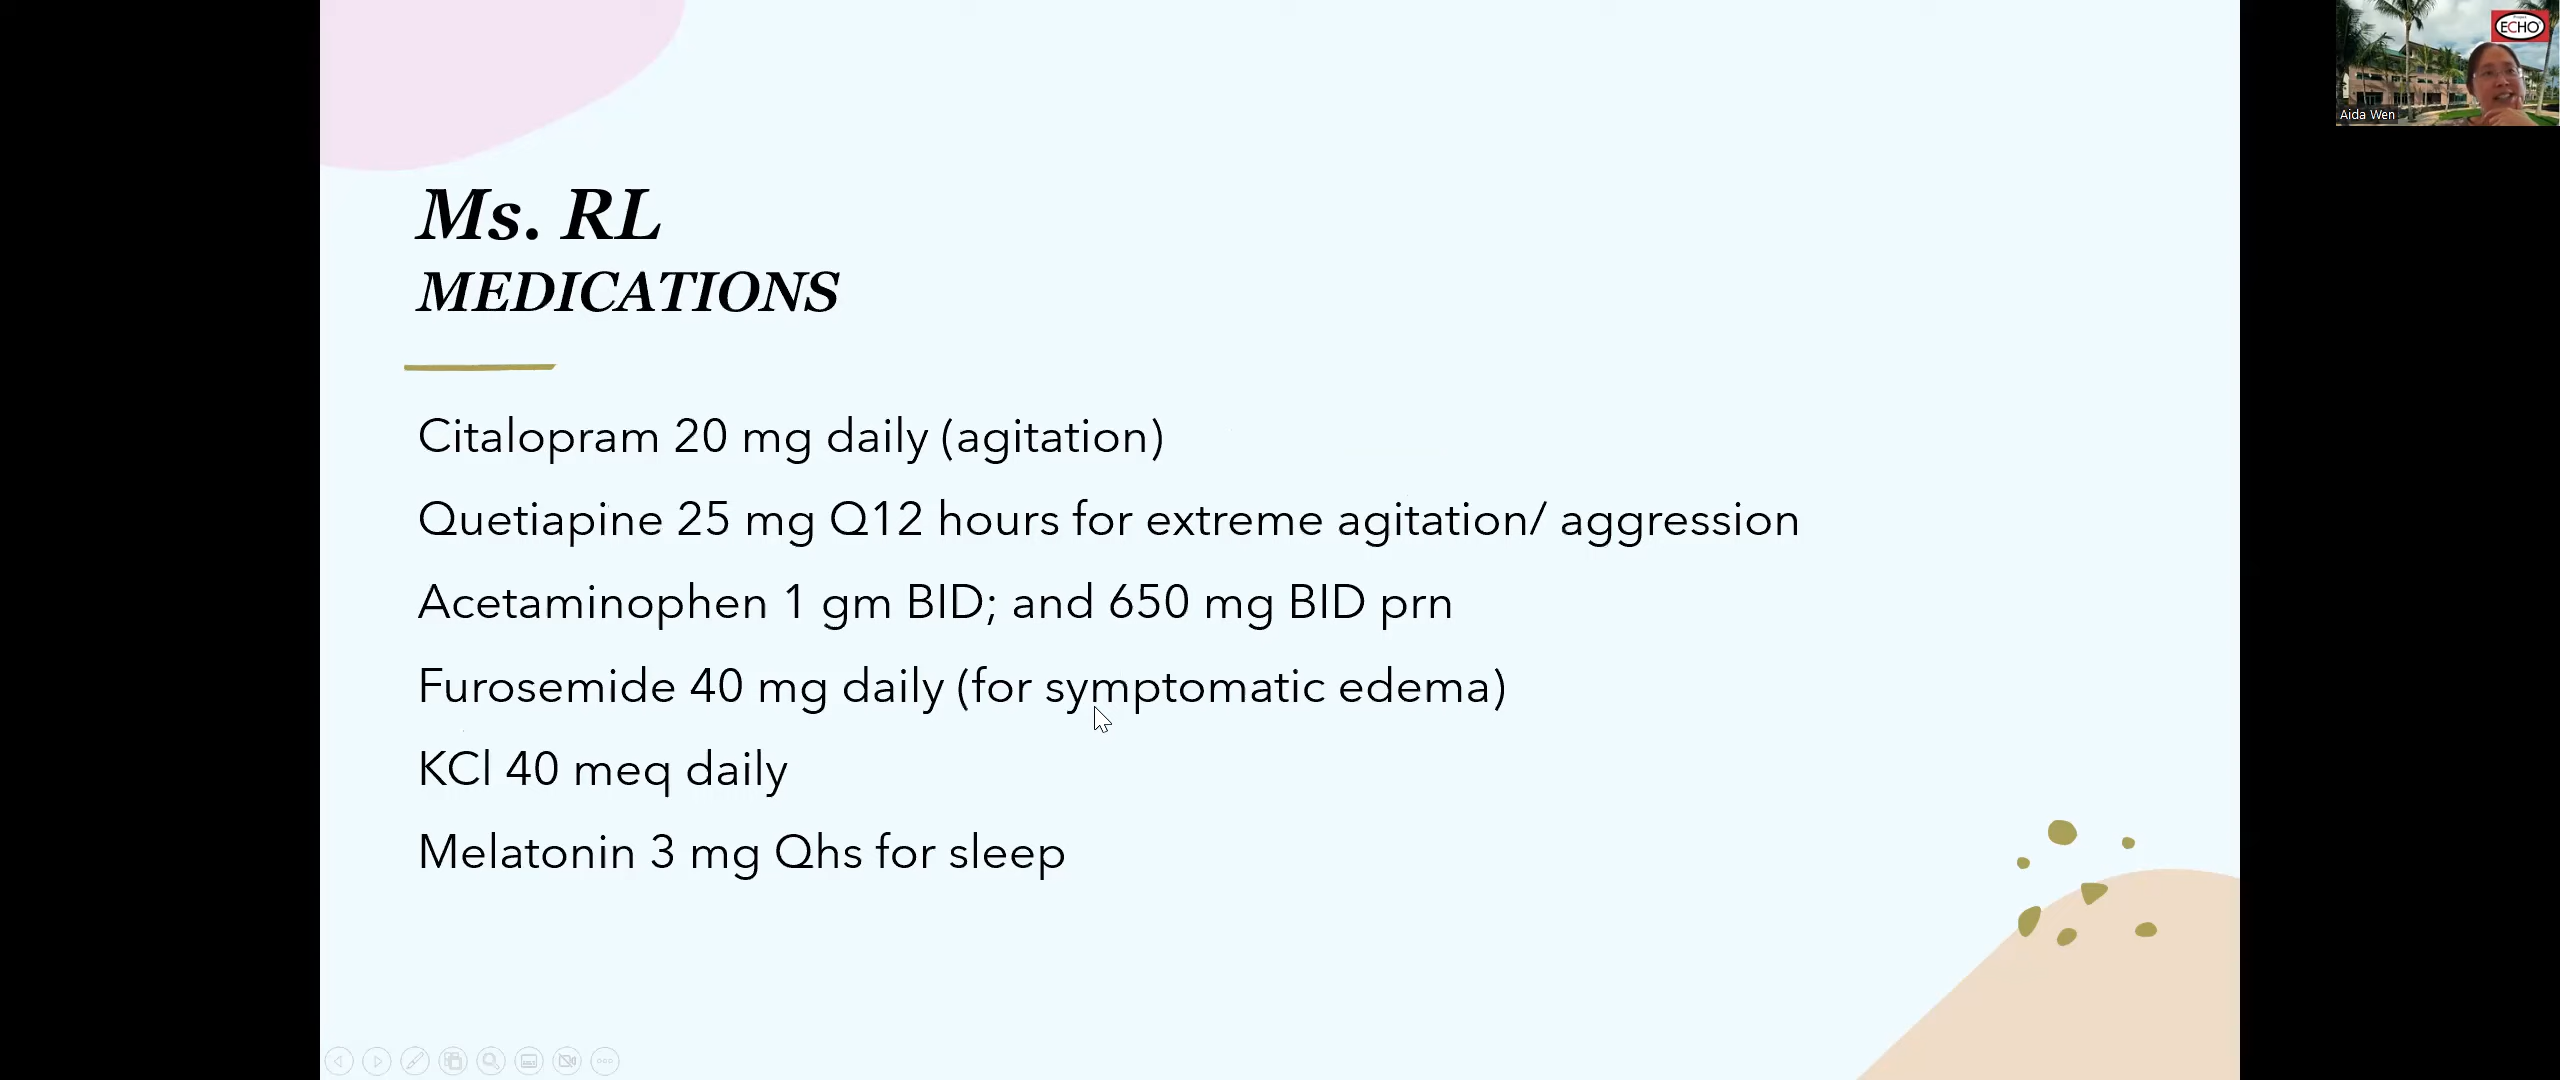 Ms. RL
MEDICATIONS
Citalopram 20 mg daily (agitation)
Quetiapine 25 mg Q12 hours for extreme agitation/ aggression
Acetaminophen 1 gm BID; and 650 mg BID prn
Furosemide 40 mg daily (for symptomatic edema)
KCl 40 meq daily
Melatonin 3 mg Qhs for sleep
ECHO
Aida Wen